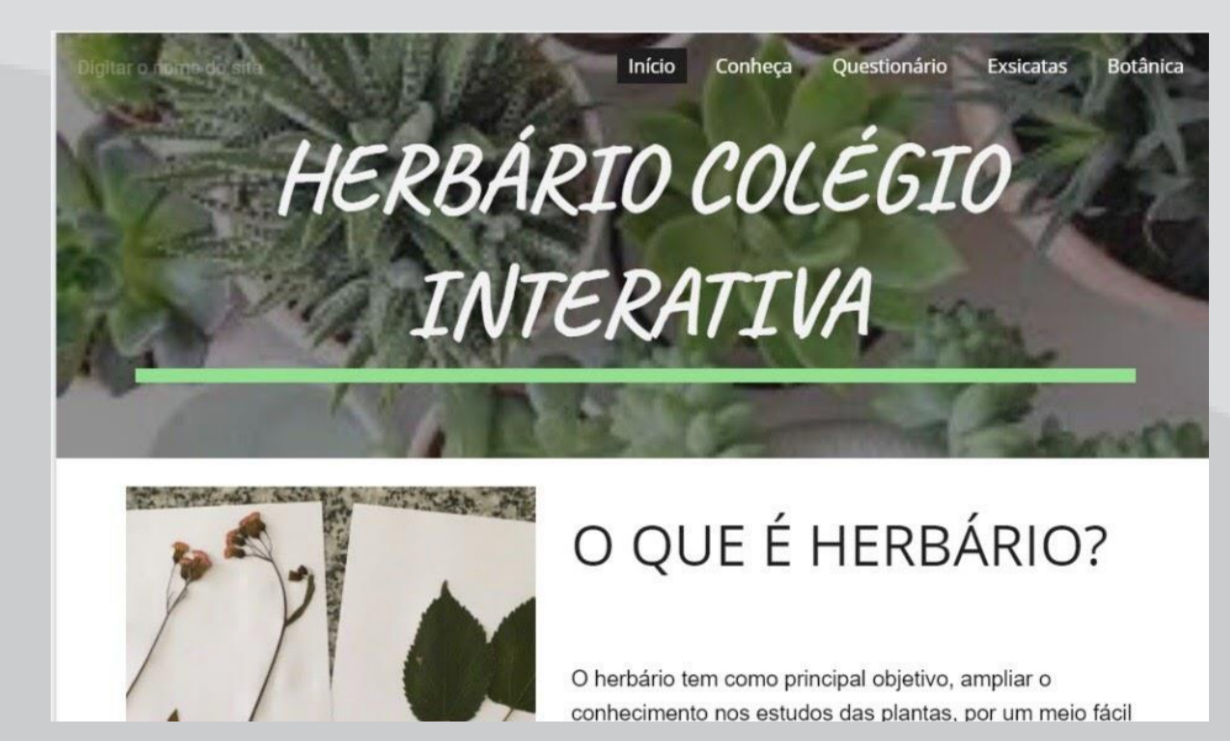 Digitar o nome do site
Início Conheça Questionário Exsicatas Botânica
HERBÁRIO COLÉGIO
INTERATIVA
O QUE É HERBÁRIO?
O herbário tem como principal objetivo, ampliar o
conhecimento nos estudos das plantas, por um meio fácil